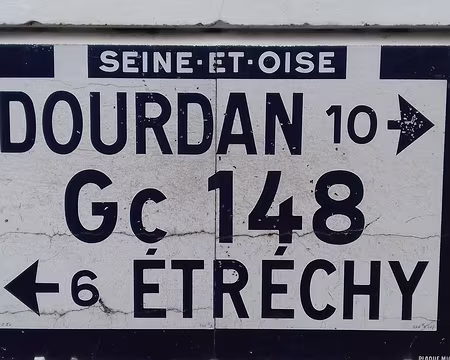 SEINE·ET·OISE
DOURDAN 10 →
Gc 148
← 6 ÉTRÉCHY